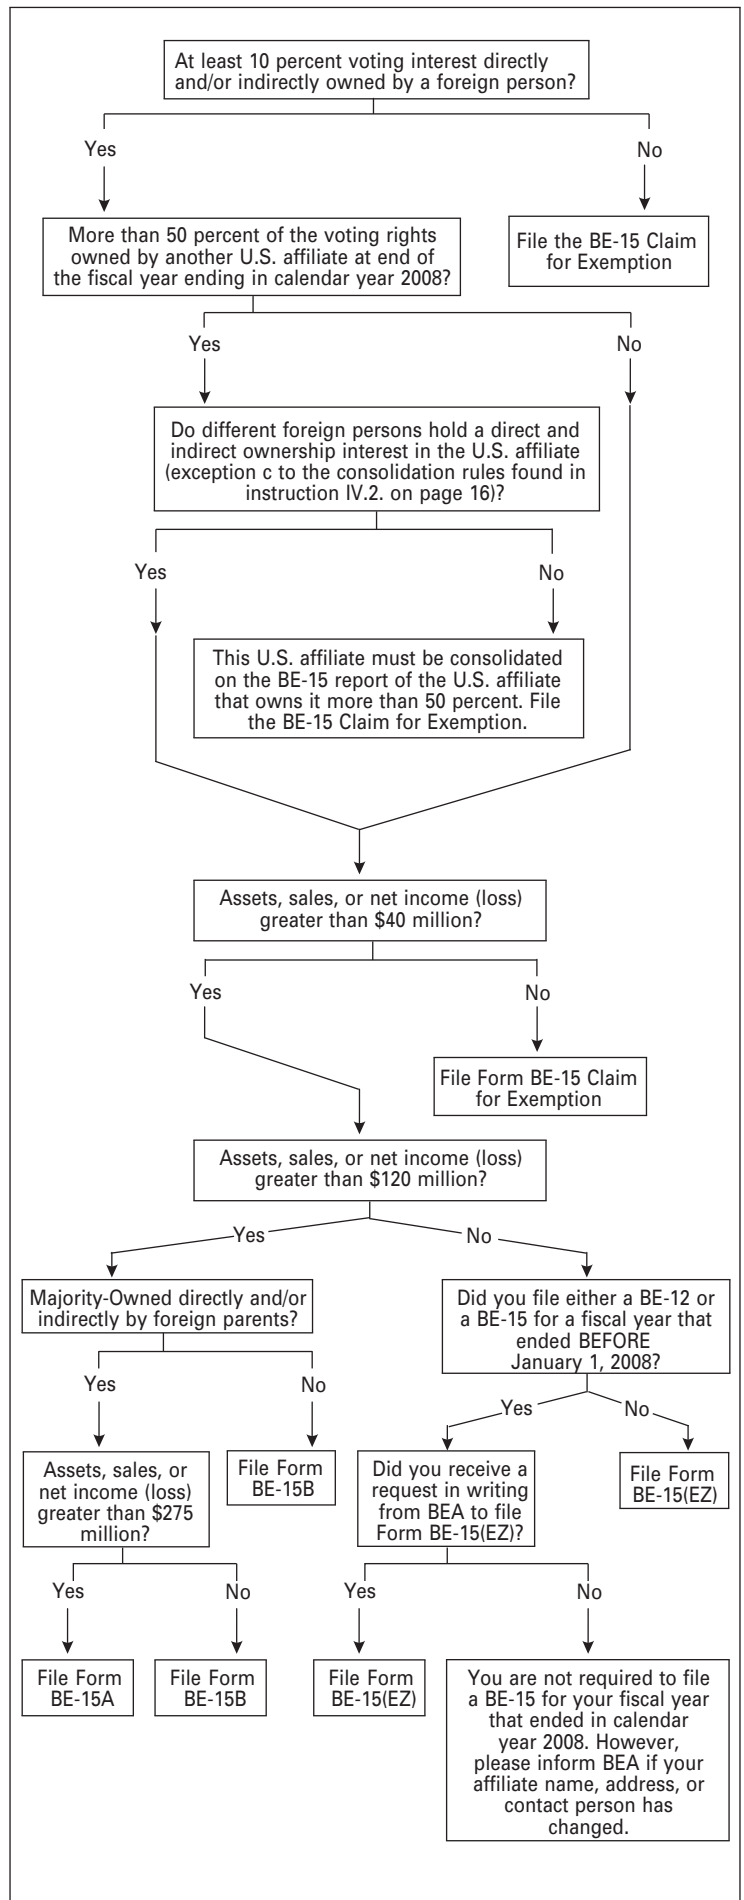 At least 10 percent voting interest directly
and/or indirectly owned by a foreign person?
Yes
No
More than 50 percent of the voting rights
owned by another U.S. affiliate at end of
the fiscal year ending in calendar year 2008?
File the BE-15 Claim
for Exemption
Yes
No
Do different foreign persons hold a direct and
indirect ownership interest in the U.S. affiliate
(exception c to the consolidation rules found in
instruction IV.2. on page 16)?
Yes
No
This U.S. affiliate must be consolidated
on the BE-15 report of the U.S. affiliate
that owns it more than 50 percent. File
the BE-15 Claim for Exemption.
Assets, sales, or net income (loss)
greater than $40 million?
Yes
No
File Form BE-15 Claim
for Exemption
Assets, sales, or net income (loss)
greater than $120 million?
Yes
No
Majority-Owned directly and/or
indirectly by foreign parents?
Did you file either a BE-12 or
a BE-15 for a fiscal year that
ended BEFORE
January 1, 2008?
Yes
No
Yes
No
Assets, sales, or
net income (loss)
greater than $275
million?
File Form
BE-15B
Did you receive a
request in writing
from BEA to file
Form BE-15(EZ)?
File Form
BE-15(EZ)
Yes
No
Yes
No
File Form
BE-15A
File Form
BE-15B
File Form
BE-15(EZ)
You are not required to file
a BE-15 for your fiscal year
that ended in calendar
year 2008. However,
please inform BEA if your
affiliate name, address, or
contact person has
changed.